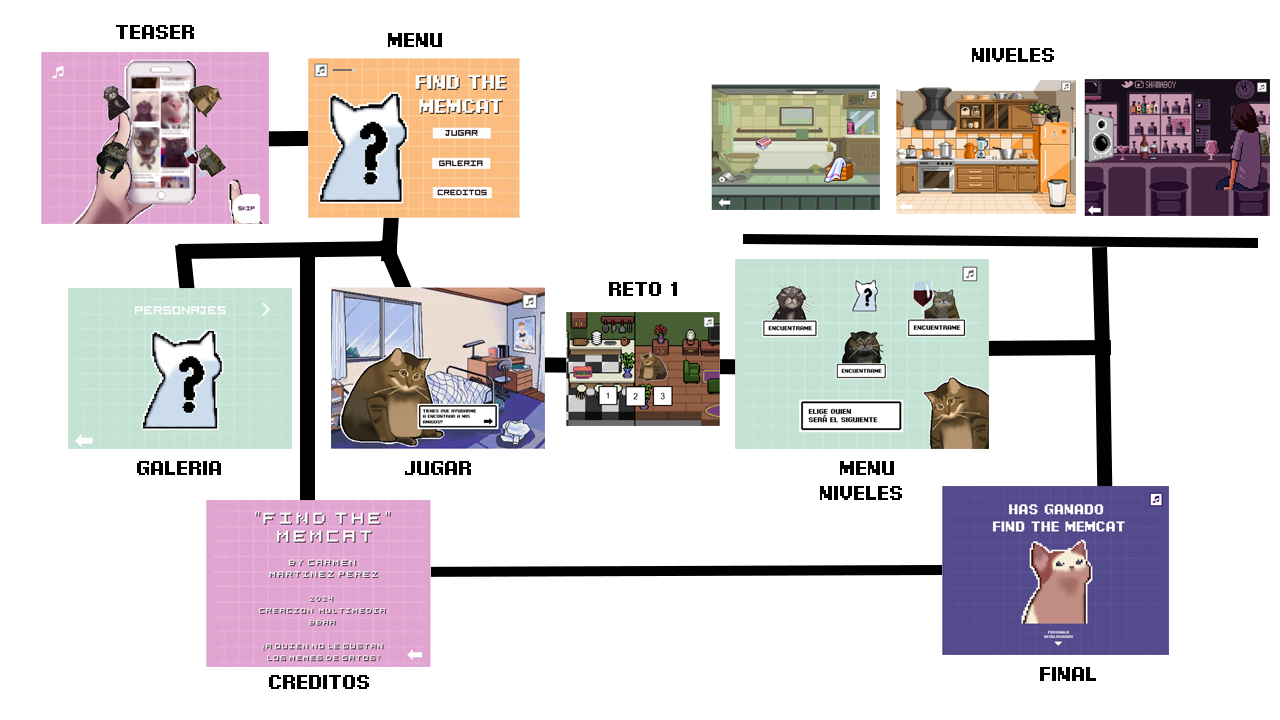 TEASER
MENU
NIVELES
SKIP
FIND THE
MEMCAT
JUGAR
GALERIA
CREDITOS
SHAMABOY
PERSONAJES
GALERIA
TIENES QUE AYUDARME
A ENCONTRAR A MIS
AMIGOS!!
JUGAR
RETO 1
1
2
3
ENCUENTRAME
ENCUENTRAME
ENCUENTRAME
ELIGE QUIEN
SERÁ EL SIGUIENTE
MENU
NIVELES
"FIND THE"
MEMCAT
BY CARMEN
MARTINEZ PEREZ
2024
CREACION MULTIMEDIA
BBAA
¿A QUIEN NO LE GUSTAN
LOS MEMES DE GATOS?
CREDITOS
HAS GANADO
FIND THE MEMCAT
PERSONAJE
DESBLOQUEADO
FINAL